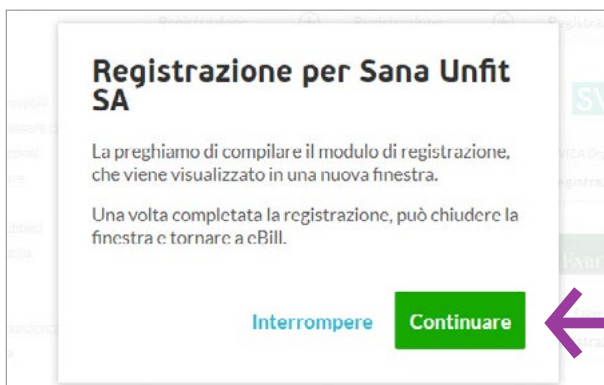 Registrazione per Sana Unfit
SA
La preghiamo di compilare il modulo di registrazione,
che viene visualizzato in una nuova finestra.
Una volta completata la registrazione, può chiudere la
finestra e tornare a eBill.
Interrompere
Continuare